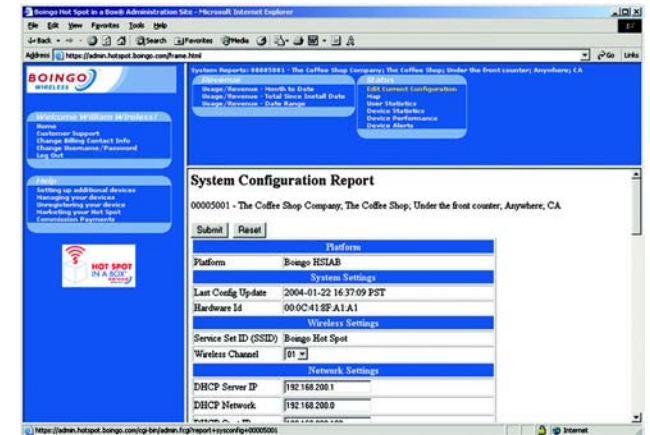 Boingo Hot Spot in a Box® Administration Site - Microsoft Internet Explorer
File Edit View Favorites Tools Help
Back Search Favorites Media
Address https://admin.hotspot.boingo.com/frame.html Go Links
BOINGO
WIRELESS
Welcome William Wireless!
Home
Customer Support
Change Billing Contact Info
Change Username/Password
Log Out
Help
Setting up additional devices
Managing your devices
Unregistering your device
Marketing your Hot Spot
Commission Payments
HOT SPOT
IN A BOX
System Reports: 00005001 - The Coffee Shop Company; The Coffee Shop; Under the front counter; Anywhere; CA
Revenue
Usage/Revenue - Month to Date
Usage/Revenue - Total Since Install Date
Usage/Revenue - Date Range
Status
Edit Current Configuration
Map
User Statistics
Device Statistics
Device Performance
Device Alerts
System Configuration Report
00005001 - The Coffee Shop Company, The Coffee Shop; Under the front counter, Anywhere, CA
Submit Reset
Platform
Platform Boingo HSIAB
System Settings
Last Config Update 2004-01-22 16:37:09 PST
Hardware Id 00:0C:41:8F:A1:A1
Wireless Settings
Service Set ID (SSID) Boingo Hot Spot
Wireless Channel 01
Network Settings
DHCP Server IP 192.168.200.1
DHCP Network 192.168.200.0
https://admin.hotspot.boingo.com/cgi-bin/admin.fcgi?report+sysconfig+00005001 Internet